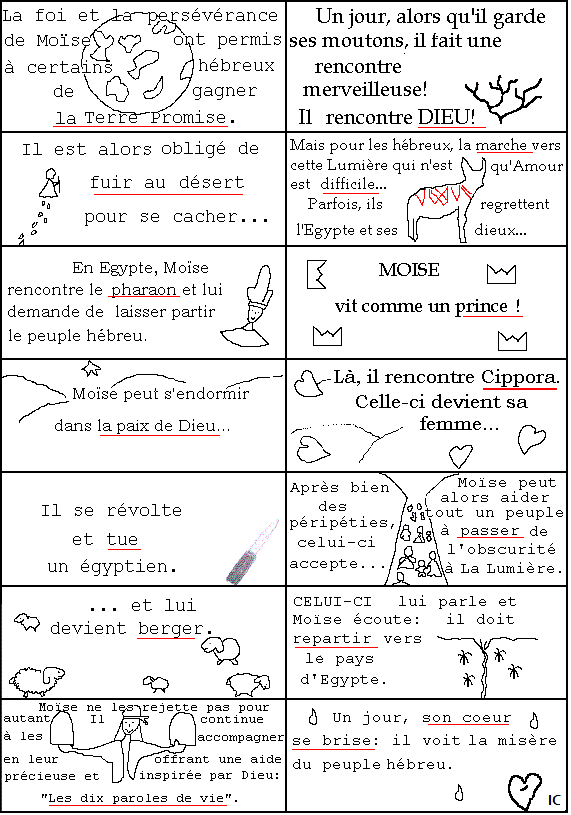 La foi et la persévérance
de Moïse ont permis
à certains hébreux
de gagner
la Terre Promise.
Un jour, alors qu'il garde
ses moutons, il fait une
rencontre
merveilleuse!
Il rencontre DIEU!
Il est alors obligé de
fuir au désert
pour se cacher...
Mais pour les hébreux, la marche vers
cette Lumière qui n'est qu'Amour
est difficile...
Parfois, ils regrettent
l'Egypte et ses dieux...
En Egypte, Moïse
rencontre le pharaon et lui
demande de laisser partir
le peuple hébreu.
MOISE
vit comme un prince !
Moïse peut s'endormir
dans la paix de Dieu...
Là, il rencontre Cippora.
Celle-ci devient sa
femme...
Il se révolte
et tue
un égyptien.
Après bien
des
péripéties,
celui-ci
accepte...
Moïse peut
alors aider
tout un peuple
à passer de
l'obscurité
à La Lumière.
... et lui
devient berger.
CELUI-CI lui parle et
Moïse écoute: il doit
repartir vers
le pays
d'Egypte.
Moïse ne les rejette pas pour
autant Il continue
à les accompagner
en leur offrant une aide
précieuse et inspirée par Dieu:
"Les dix paroles de vie".
Un jour, son coeur
se brise: il voit la misère
du peuple hébreu.
IC